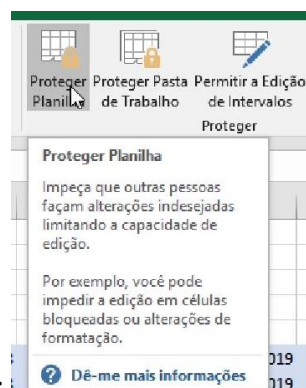 Proteger Proteger Pasta Permitir a Edição
Planilha de Trabalho de Intervalos
Proteger
Proteger Planilha
Impeça que outras pessoas
façam alterações indesejadas
limitando a capacidade de
edição.
Por exemplo, você pode
impedir a edição em células
bloqueadas ou alterações de
formatação.
019
? Dê-me mais informações
019